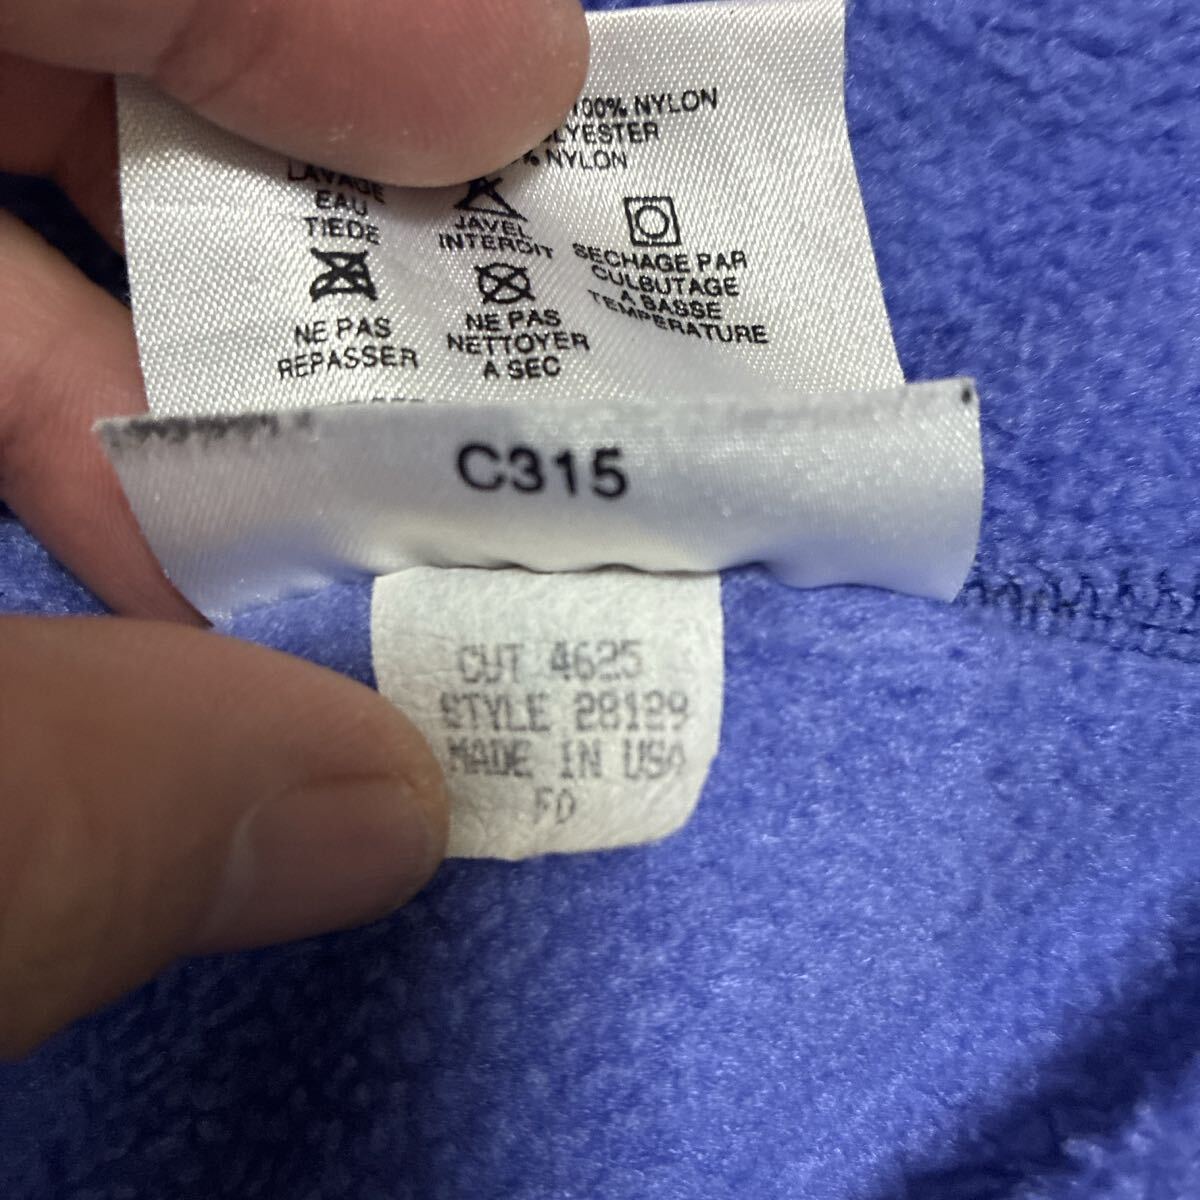 100% NYLON
% NYLON
LAVAGE
EAU
TIEDE
JAVEL
INTERDIT
SECHAGE PAR
CULBUTAGE
A BASSE
TEMPERATURE
NE PAS
REPASSER
NE PAS
NETTOYER
A SEC
C315
CUT 4625
STYLE 28129
MADE IN USA
FD